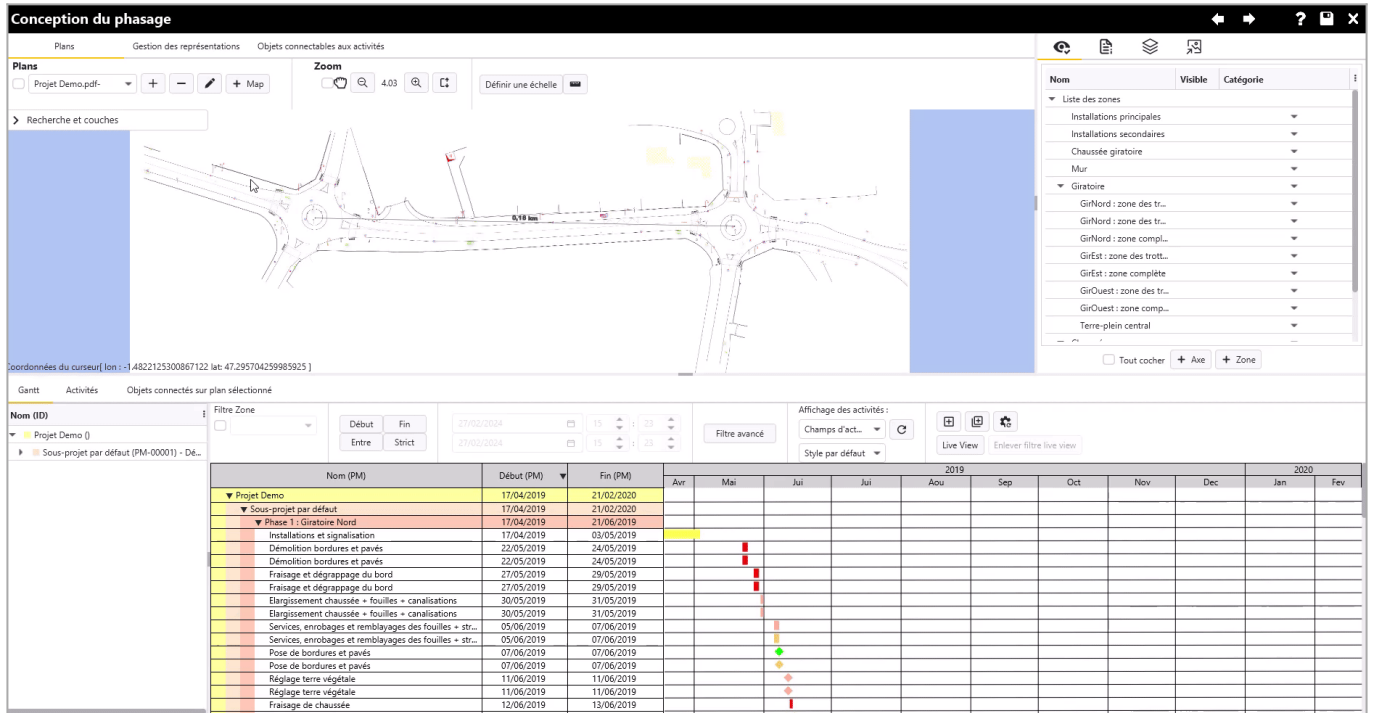 Conception du phasage ?
Plans Gestion des représentations Objets connectables aux activités
Plans Zoom
Projet Demo.pdf- + − + Map 4.03 Définir une échelle
Recherche et couches
0,16 km
Coordonnées du curseur[ lon : -1.4822125300867122 lat: 47.295704259985925 ]
Nom Visible Catégorie
Liste des zones
Installations principales
Installations secondaires
Chaussée giratoire
Mur
Giratoire
GirNord : zone des tr...
GirNord : zone des tr...
GirNord : zone compl...
GirEst : zone des trott...
GirEst : zone complète
GirOuest : zone des tr...
GirOuest : zone comp...
Terre-plein central
Tout cocher + Axe + Zone
Gantt Activités Objets connectés sur plan sélectionné
Nom (ID)
Projet Demo ()
Sous-projet par défaut (PM-00001) - Dé...
Filtre Zone
Début Fin
Entre Strict
27/02/2024 15 : 23
27/02/2024 15 : 23
Filtre avancé
Affichage des activités :
Champs d'act...
Style par défaut
Live View Enlever filtre live view
Nom (PM) Début (PM) Fin (PM) 2019 2020
Avr Mai Jui Jui Aou Sep Oct Nov Dec Jan Fev
Projet Demo 17/04/2019 21/02/2020
Sous-projet par défaut 17/04/2019 21/02/2020
Phase 1 : Giratoire Nord 17/04/2019 21/06/2019
Installations et signalisation 17/04/2019 03/05/2019
Démolition bordures et pavés 22/05/2019 24/05/2019
Démolition bordures et pavés 22/05/2019 24/05/2019
Fraisage et dégrappage du bord 27/05/2019 29/05/2019
Fraisage et dégrappage du bord 27/05/2019 29/05/2019
Elargissement chaussée + fouilles + canalisations 30/05/2019 31/05/2019
Elargissement chaussée + fouilles + canalisations 30/05/2019 31/05/2019
Services, enrobages et remblayages des fouilles + str... 05/06/2019 07/06/2019
Services, enrobages et remblayages des fouilles + str... 05/06/2019 07/06/2019
Pose de bordures et pavés 07/06/2019 07/06/2019
Pose de bordures et pavés 07/06/2019 07/06/2019
Réglage terre végétale 11/06/2019 11/06/2019
Réglage terre végétale 11/06/2019 11/06/2019
Fraisage de chaussée 12/06/2019 13/06/2019